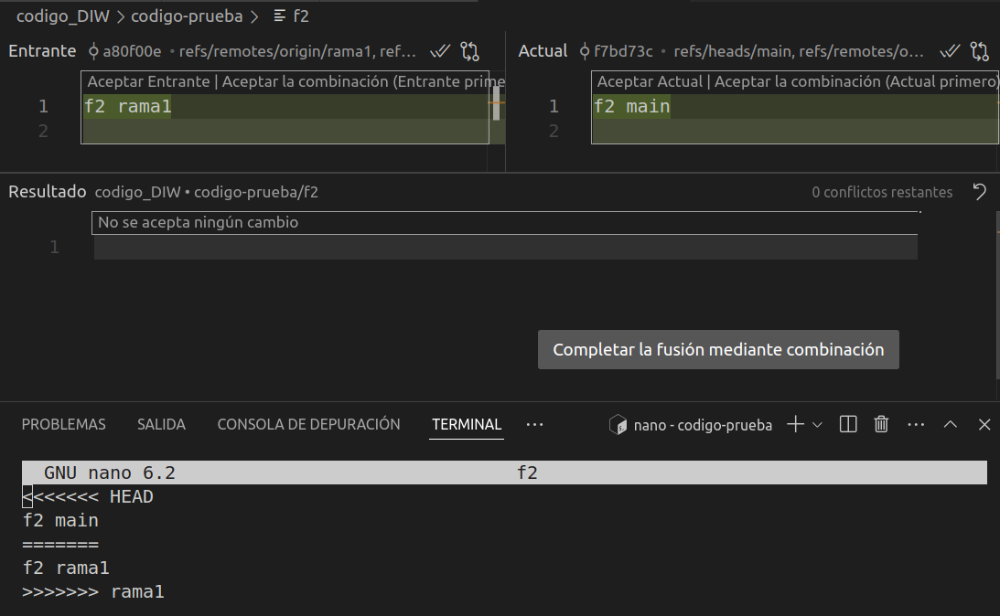 codigo_DIW > codigo-prueba > f2
Entrante a80f00e • refs/remotes/origin/rama1, ref...
Actual f7bd73c • refs/heads/main, refs/remotes/o...
Aceptar Entrante | Aceptar la combinación (Entrante prime
1 f2 rama1
2
Aceptar Actual | Aceptar la combinación (Actual primero)
1 f2 main
2
Resultado codigo_DIW • codigo-prueba/f2 0 conflictos restantes
No se acepta ningún cambio
1
Completar la fusión mediante combinación
PROBLEMAS SALIDA CONSOLA DE DEPURACIÓN TERMINAL ... nano - codigo-prueba
GNU nano 6.2 f2
<<<<<<< HEAD
f2 main
=======
f2 rama1
>>>>>>> rama1